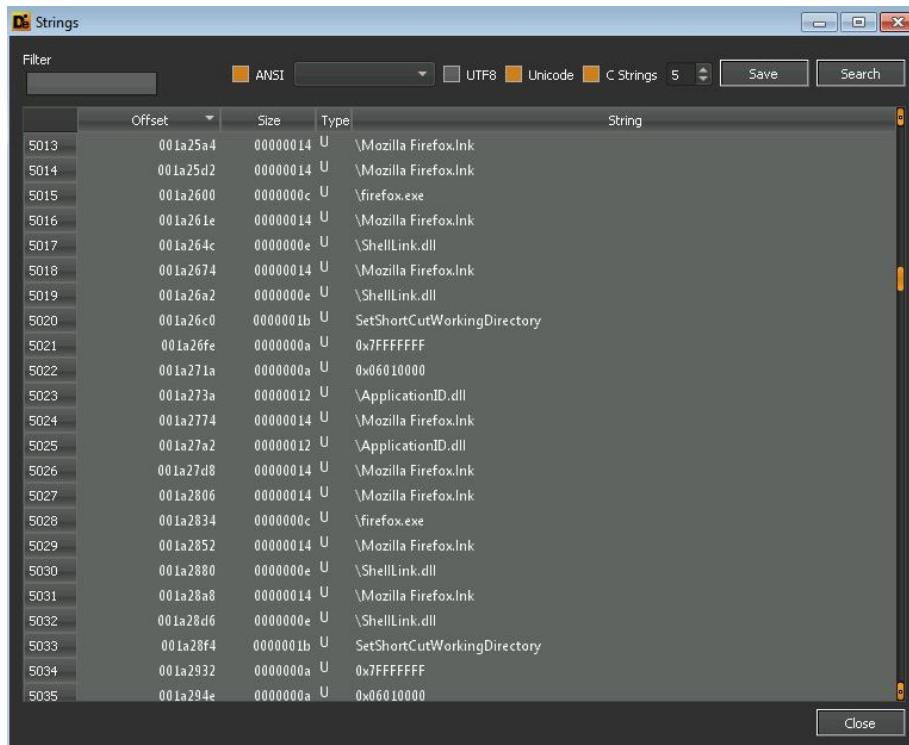 De Strings
Filter
ANSI UTF8 Unicode C Strings 5 Save Search
Offset Size Type String
5013 001a25a4 00000014 U \Mozilla Firefox.lnk
5014 001a25d2 00000014 U \Mozilla Firefox.lnk
5015 001a2600 0000000c U \firefox.exe
5016 001a261e 00000014 U \Mozilla Firefox.lnk
5017 001a264c 0000000e U \ShellLink.dll
5018 001a2674 00000014 U \Mozilla Firefox.lnk
5019 001a26a2 0000000e U \ShellLink.dll
5020 001a26c0 0000001b U SetShortCutWorkingDirectory
5021 001a26fe 0000000a U 0x7FFFFFFF
5022 001a271a 0000000a U 0x06010000
5023 001a273a 00000012 U \ApplicationID.dll
5024 001a2774 00000014 U \Mozilla Firefox.lnk
5025 001a27a2 00000012 U \ApplicationID.dll
5026 001a27d8 00000014 U \Mozilla Firefox.lnk
5027 001a2806 00000014 U \Mozilla Firefox.lnk
5028 001a2834 0000000c U \firefox.exe
5029 001a2852 00000014 U \Mozilla Firefox.lnk
5030 001a2880 0000000e U \ShellLink.dll
5031 001a28a8 00000014 U \Mozilla Firefox.lnk
5032 001a28d6 0000000e U \ShellLink.dll
5033 001a28f4 0000001b U SetShortCutWorkingDirectory
5034 001a2932 0000000a U 0x7FFFFFFF
5035 001a294e 0000000a U 0x06010000
Close